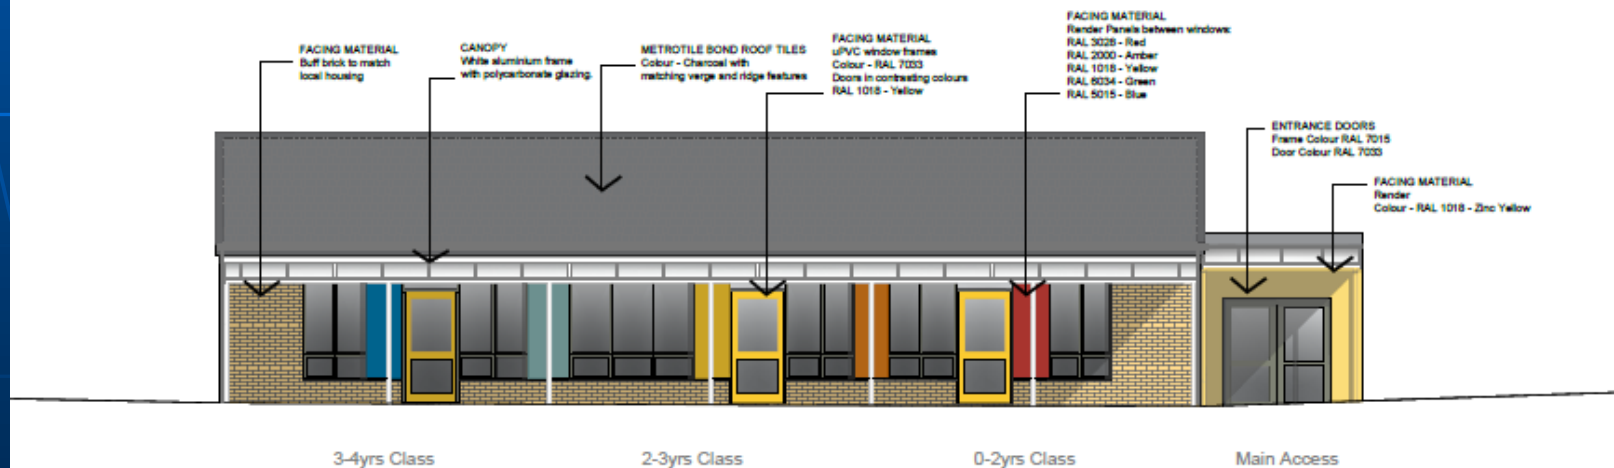 FACING MATERIAL
Buff brick to match
local housing
CANOPY
White aluminium frame
with polycarbonate glazing.
METROTILE BOND ROOF TILES
Colour - Charcoal with
matching verge and ridge features
FACING MATERIAL
uPVC window frames
Colour - RAL 7033
Doors in contrasting colours
RAL 1018 - Yellow
FACING MATERIAL
Render Panels between windows:
RAL 3028 - Red
RAL 2000 - Amber
RAL 1018 - Yellow
RAL 6034 - Green
RAL 5015 - Blue
ENTRANCE DOORS
Frame Colour RAL 7015
Door Colour RAL 7033
FACING MATERIAL
Render
Colour - RAL 1018 - Zinc Yellow
3-4yrs Class
2-3yrs Class
0-2yrs Class
Main Access